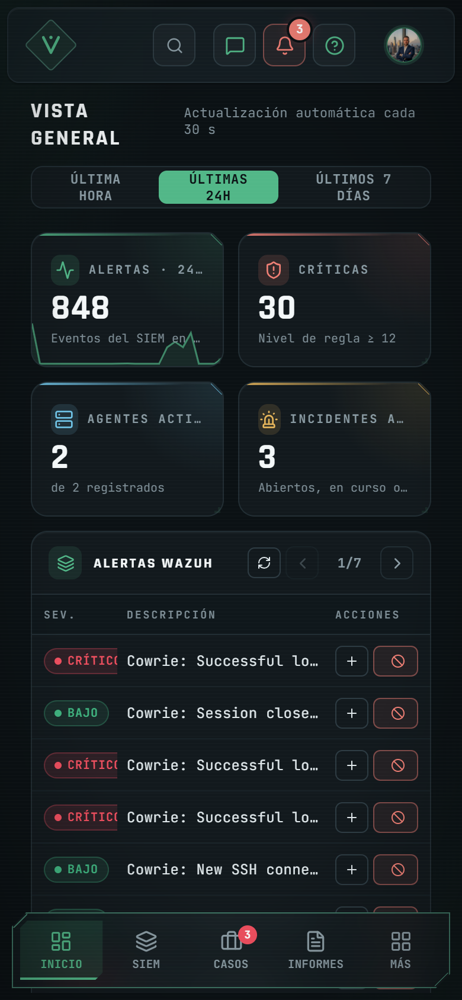 3
VISTA
GENERAL
Actualización automática cada
30 s
ÚLTIMA
HORA
ÚLTIMAS
24H
ÚLTIMOS 7
DÍAS
ALERTAS · 24…
848
Eventos del SIEM en …
CRÍTICAS
30
Nivel de regla ≥ 12
AGENTES ACTI…
2
de 2 registrados
INCIDENTES A…
3
Abiertos, en curso o…
ALERTAS WAZUH
1/7
SEV. DESCRIPCIÓN ACCIONES
CRÍTICO Cowrie: Successful lo…
BAJO Cowrie: Session close…
CRÍTICO Cowrie: Successful lo…
CRÍTICO Cowrie: Successful lo…
BAJO Cowrie: New SSH conne…
3
INICIO SIEM CASOS INFORMES MÁS